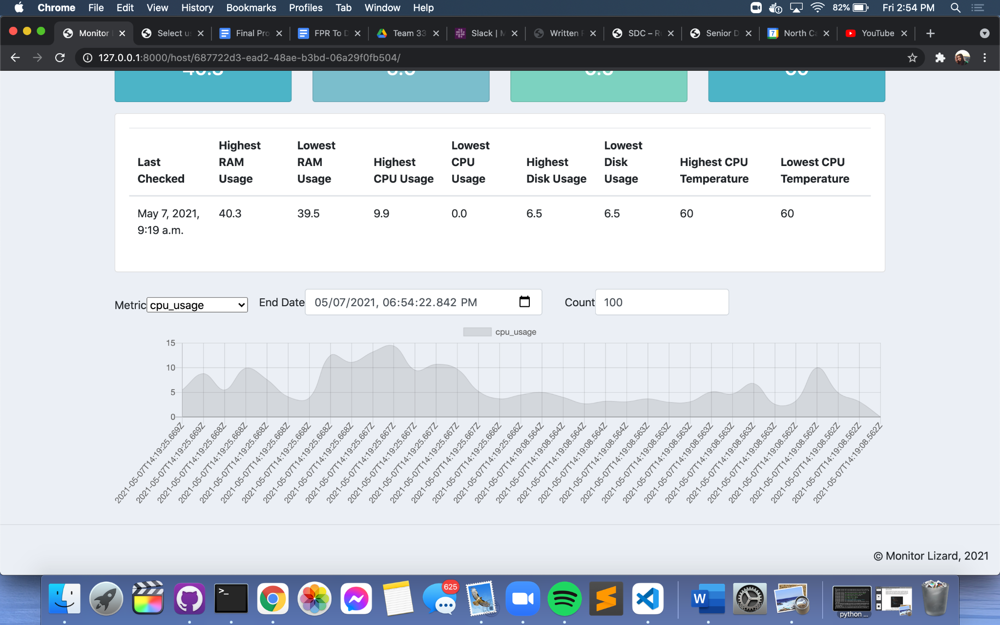 Chrome File Edit View History Bookmarks Profiles Tab Window Help 82% Fri 2:54 PM
Monitor Select u Final Pro FPR To D Team 33 Slack | M Written SDC – R Senior D 7 North Ca YouTube
127.0.0.1:8000/host/687722d3-ead2-48ae-b3bd-06a29f0fb504/
Last Checked Highest RAM Usage Lowest RAM Usage Highest CPU Usage Lowest CPU Usage Highest Disk Usage Lowest Disk Usage Highest CPU Temperature Lowest CPU Temperature
May 7, 2021, 9:19 a.m. 40.3 39.5 9.9 0.0 6.5 6.5 60 60
Metric cpu_usage End Date 05/07/2021, 06:54:22.842 PM Count 100
cpu_usage
15
10
5
0
2021-05-07T14:19:25.669Z
2021-05-07T14:19:25.669Z
2021-05-07T14:19:25.668Z
2021-05-07T14:19:25.668Z
2021-05-07T14:19:25.668Z
2021-05-07T14:19:25.668Z
2021-05-07T14:19:25.668Z
2021-05-07T14:19:25.668Z
2021-05-07T14:19:25.668Z
2021-05-07T14:19:25.667Z
2021-05-07T14:19:25.667Z
2021-05-07T14:19:25.667Z
2021-05-07T14:19:25.667Z
2021-05-07T14:19:25.667Z
2021-05-07T14:19:25.667Z
2021-05-07T14:19:25.666Z
2021-05-07T14:19:25.666Z
2021-05-07T14:19:08.564Z
2021-05-07T14:19:08.564Z
2021-05-07T14:19:08.564Z
2021-05-07T14:19:08.564Z
2021-05-07T14:19:08.564Z
2021-05-07T14:19:08.563Z
2021-05-07T14:19:08.563Z
2021-05-07T14:19:08.563Z
2021-05-07T14:19:08.563Z
2021-05-07T14:19:08.563Z
2021-05-07T14:19:08.563Z
2021-05-07T14:19:08.563Z
2021-05-07T14:19:08.562Z
2021-05-07T14:19:08.562Z
2021-05-07T14:19:08.562Z
2021-05-07T14:19:08.562Z
2021-05-07T14:19:08.562Z
© Monitor Lizard, 2021
>_ 625 W python ...